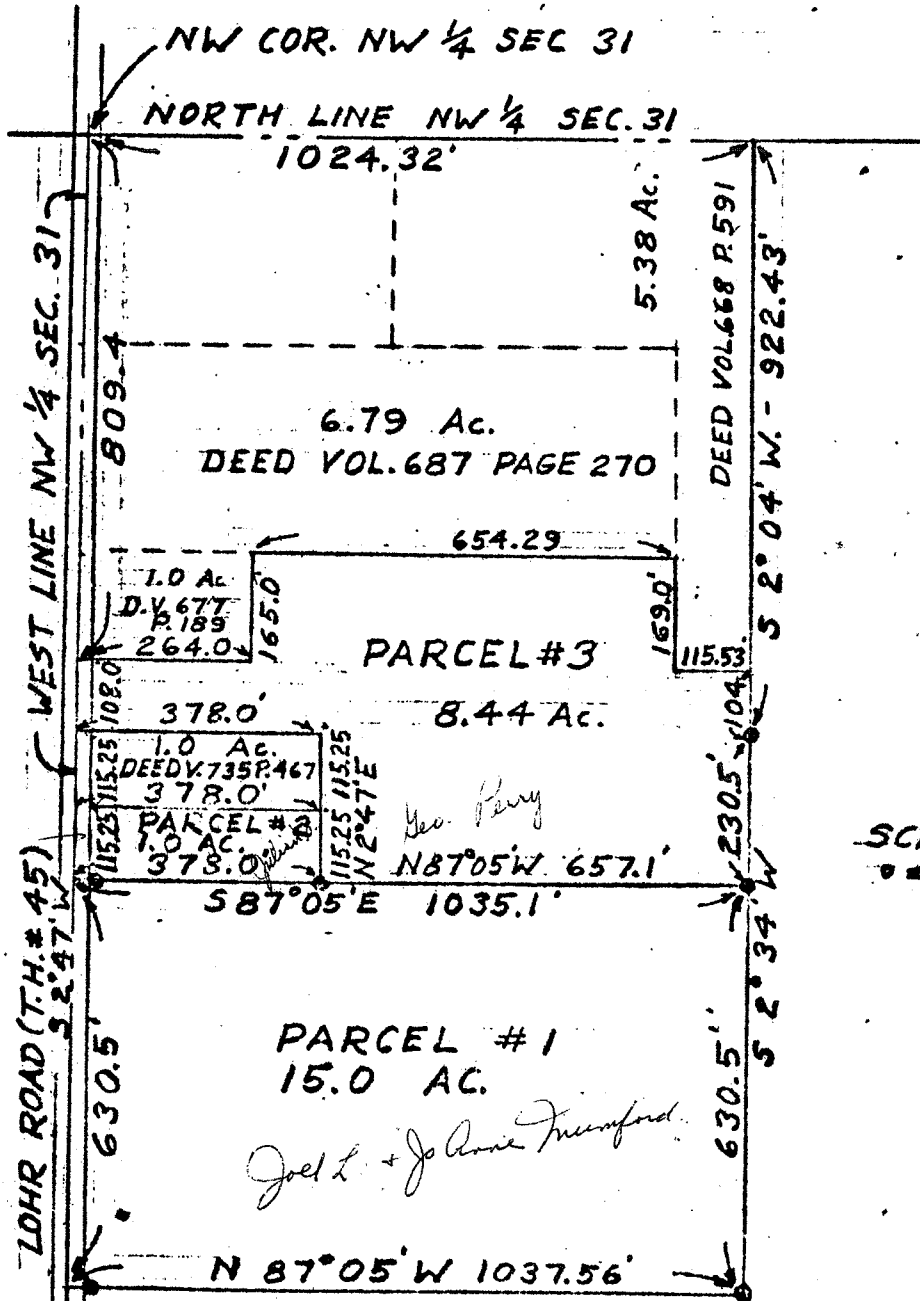 NW COR. NW 1/4 SEC 31
NORTH LINE NW 1/4 SEC. 31
1024.32'
WEST LINE NW 1/4 SEC. 31
809.4
5.38 Ac.
DEED VOL.668 P.591
S 2°04' W. - 922.43'
6.79 Ac.
DEED VOL. 687 PAGE 270
654.29
1.0 Ac
D.V. 677
P. 189
264.0
165.0'
169.0'
115.53'
PARCEL #3
8.44 Ac.
108.0
104
378.0'
1.0 Ac.
DEED V. 735 P. 467
378.0'
115.25
115.25
PARCEL #2
1.0 AC.
378.0'
115.25
115.25
N 2°47' E
Geo. Perry
N87°05'W 657.1'
230.5'
S 87°05' E 1035.1'
S 2°34' W
LOHR ROAD (T.H. # 45)
S 2°47' W
630.5'
PARCEL #1
15.0 AC.
Joel L. + Jo Anne Mumford
630.5'
N 87°05' W 1037.56'